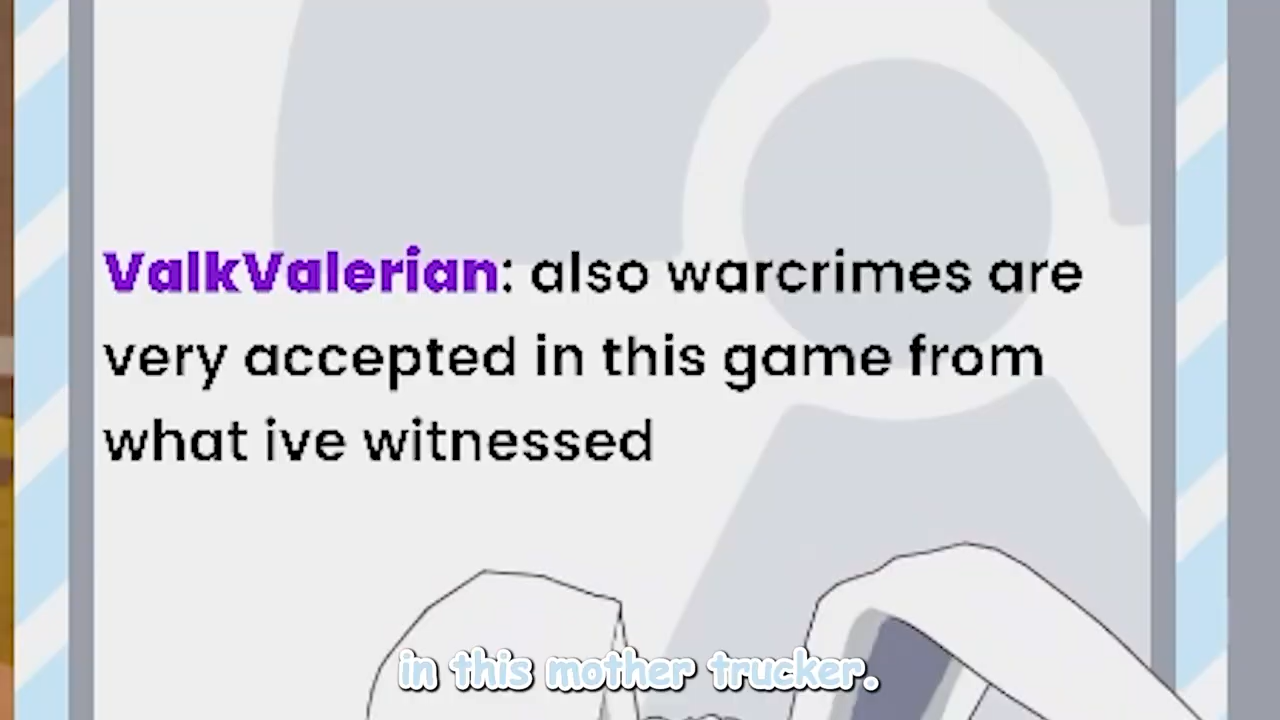 ValkValerian: also warcrimes are
very accepted in this game from
what ive witnessed
in this mother trucker.